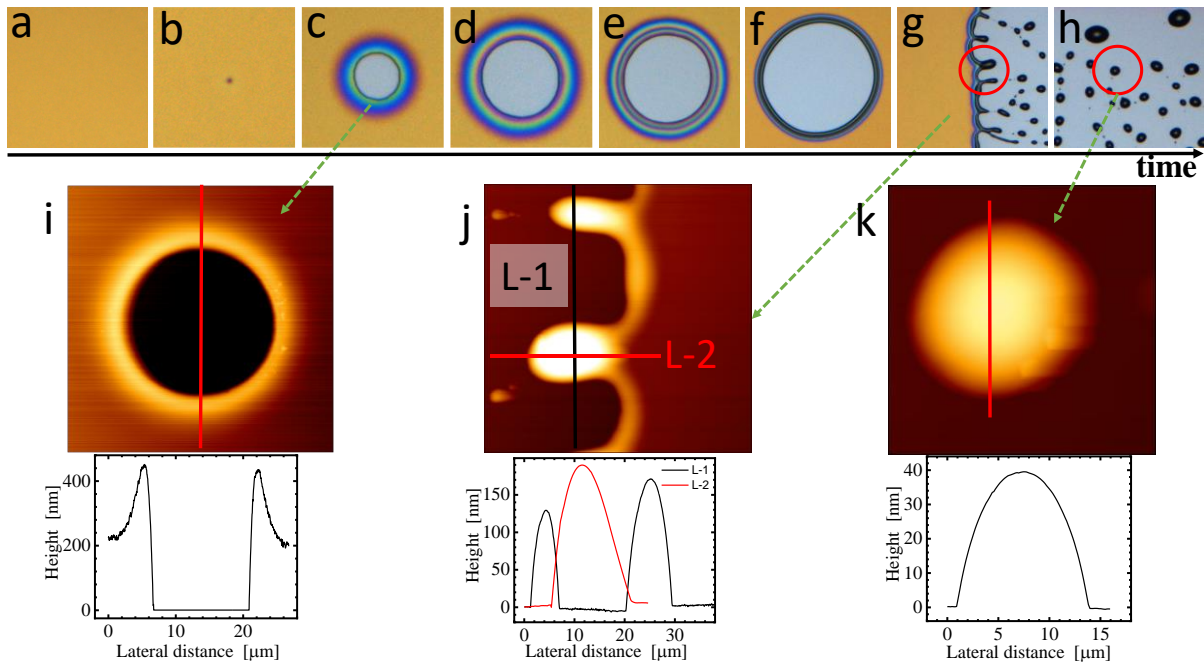 a b c d e f g h
time
i j k
L-1
L-2
Height [nm]
400
200
0
0 10 20
Lateral distance [μm]
Height [nm]
150
100
50
0
L-1
L-2
0 10 20 30
Lateral distance [μm]
Height [nm]
40
30
20
10
0
0 5 10 15
Lateral distance [μm]